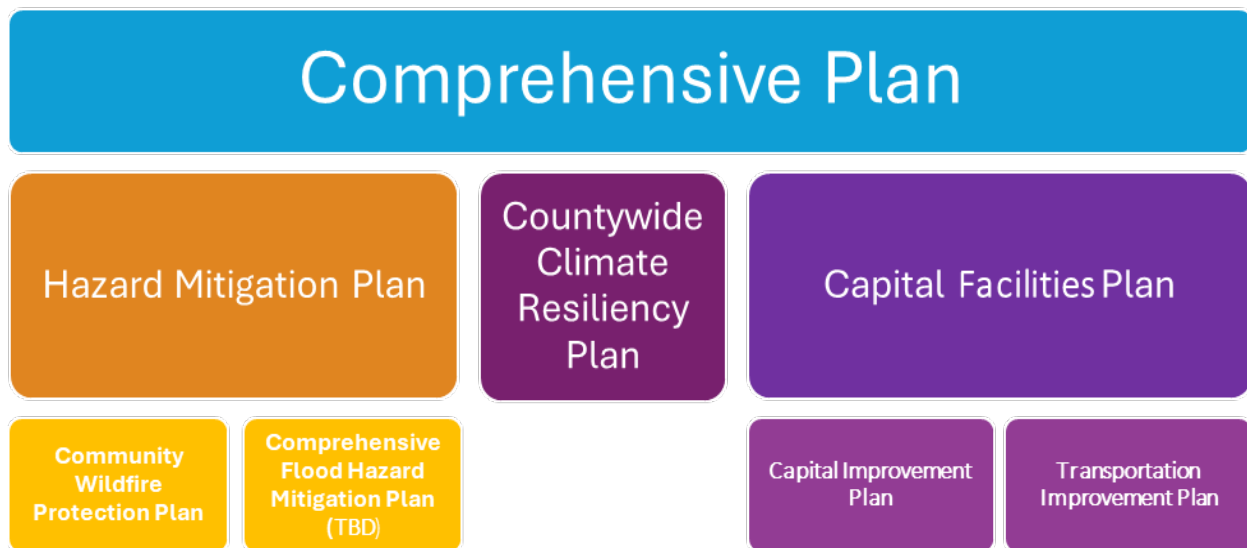 Comprehensive Plan
Hazard Mitigation Plan
Countywide
Climate
Resiliency
Plan
Capital Facilities Plan
Community
Wildfire
Protection Plan
Comprehensive
Flood Hazard
Mitigation Plan
(TBD)
Capital Improvement
Plan
Transportation
Improvement Plan